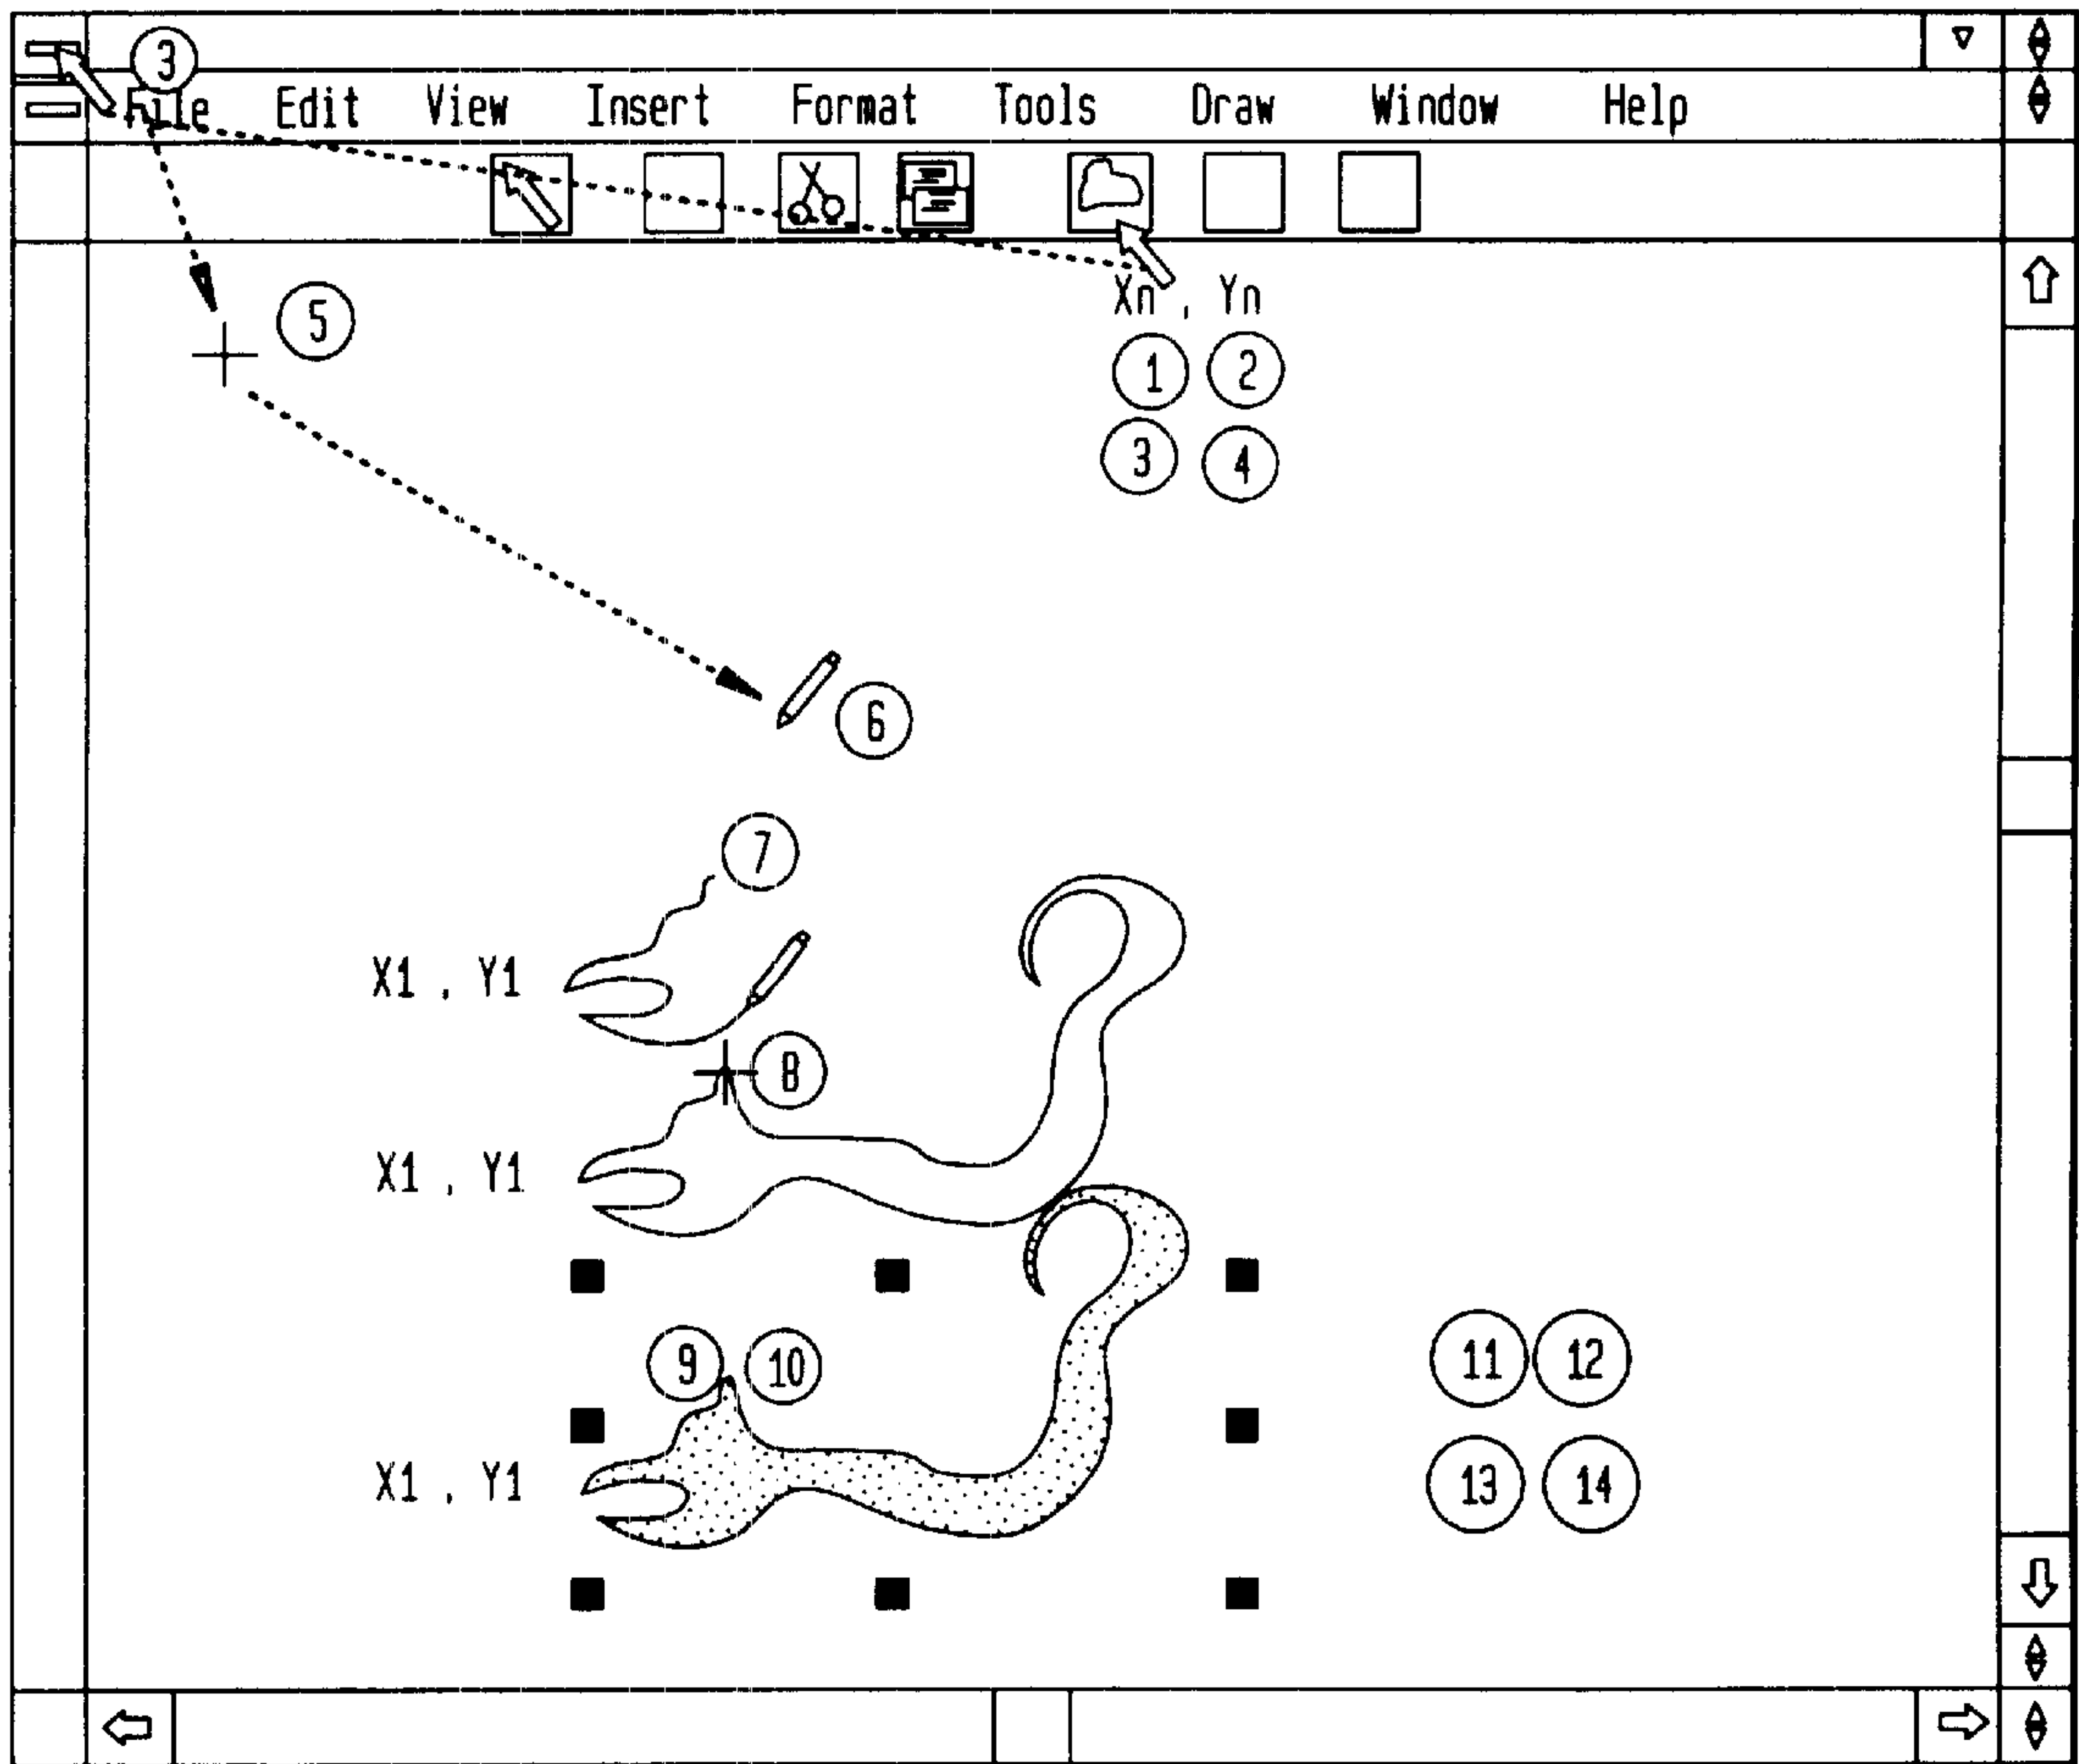 3
File Edit View Insert Format Tools Draw Window Help
Xn , Yn
5
1 2
3 4
6
7
X1 , Y1
8
X1 , Y1
9 10
11 12
X1 , Y1
13 14